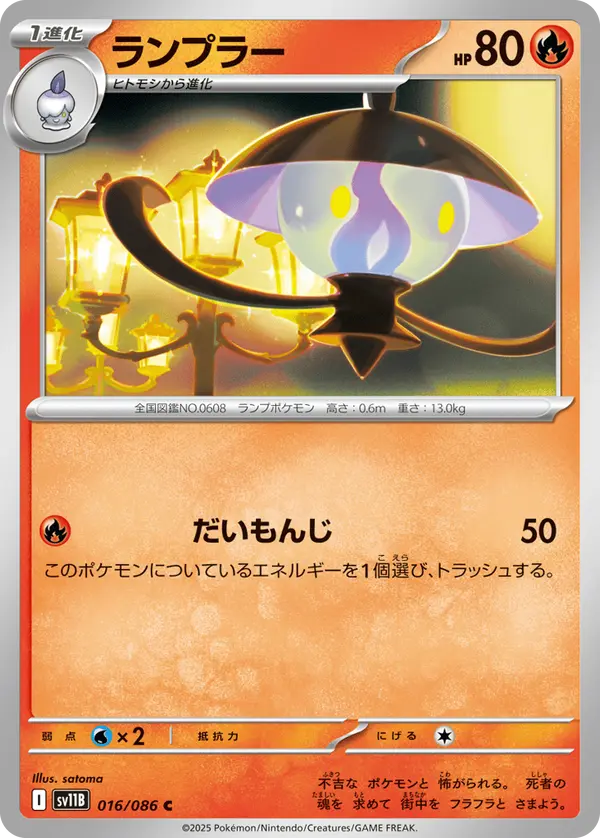 1進化
ランプラー
HP80
ヒトモシから進化
全国図鑑NO.0608 ランプポケモン 高さ:0.6m 重さ:13.0kg
だいもんじ 50
このポケモンについているエネルギーを1個選び、トラッシュする。
弱点 ×2 抵抗力 にげる
Illus. satoma
不吉な ポケモンと 怖がられる。 死者の
魂を 求めて 街中を フラフラと さまよう。
I sv11B 016/086 C
©2025 Pokémon/Nintendo/Creatures/GAME FREAK.